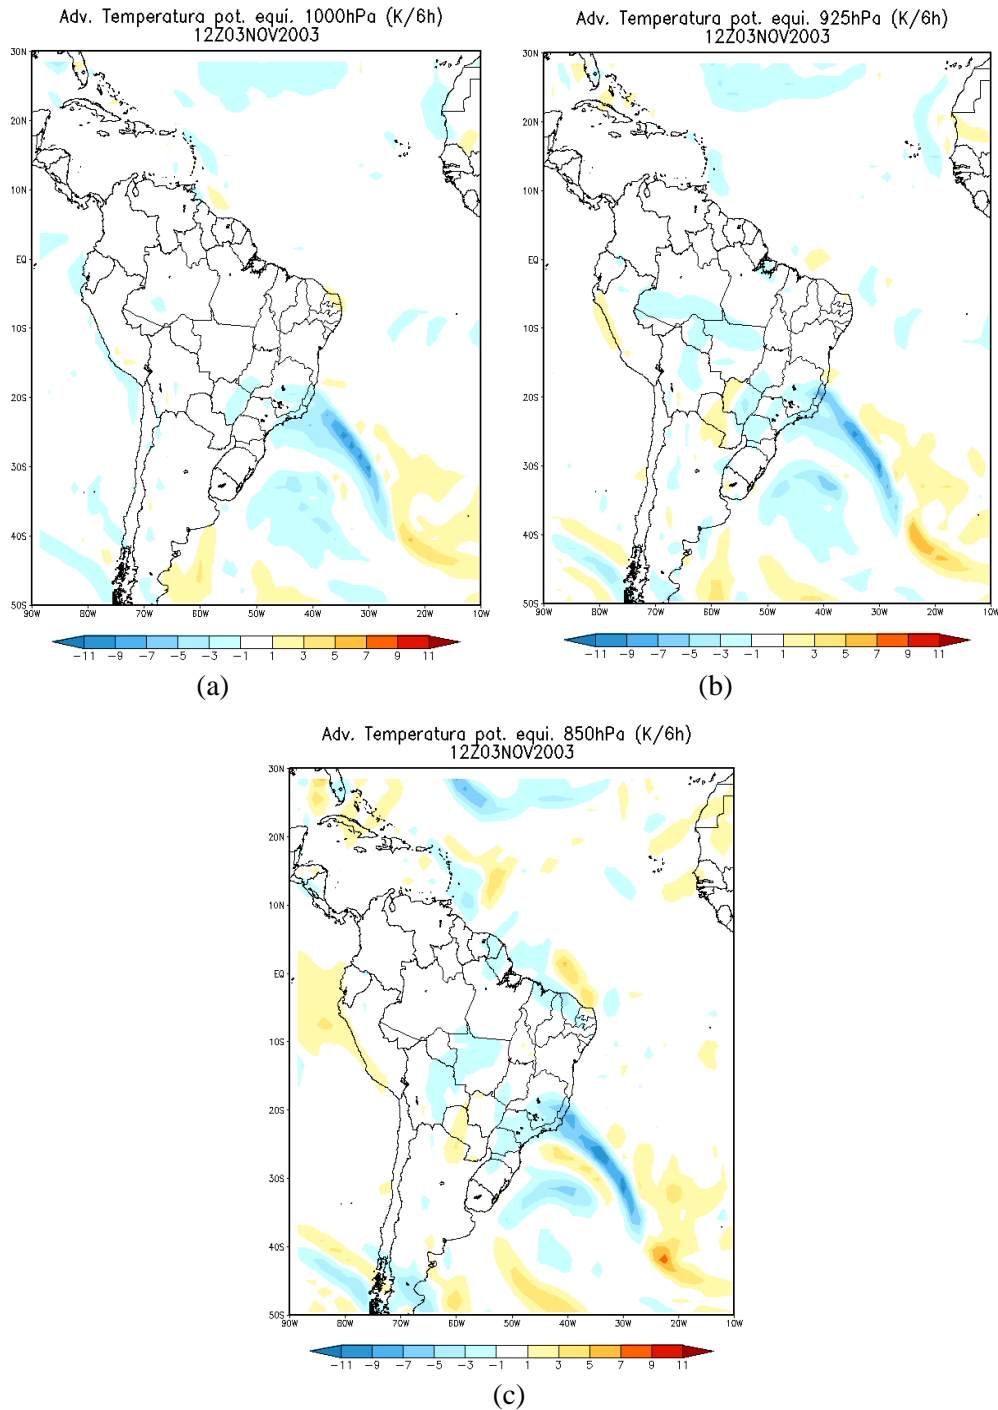 Adv. Temperatura pot. equi. 1000hPa (K/6h)
12Z03NOV2003
30N
20N
10N
EQ
10S
20S
30S
40S
50S
90W 80W 70W 60W 50W 40W 30W 20W 10W
-11 -9 -7 -5 -3 -1 1 3 5 7 9 11
(a)
Adv. Temperatura pot. equi. 925hPa (K/6h)
12Z03NOV2003
30N
20N
10N
EQ
10S
20S
30S
40S
50S
90W 80W 70W 60W 50W 40W 30W 20W 10W
-11 -9 -7 -5 -3 -1 1 3 5 7 9 11
(b)
Adv. Temperatura pot. equi. 850hPa (K/6h)
12Z03NOV2003
30N
20N
10N
EQ
10S
20S
30S
40S
50S
90W 80W 70W 60W 50W 40W 30W 20W 10W
-11 -9 -7 -5 -3 -1 1 3 5 7 9 11
(c)